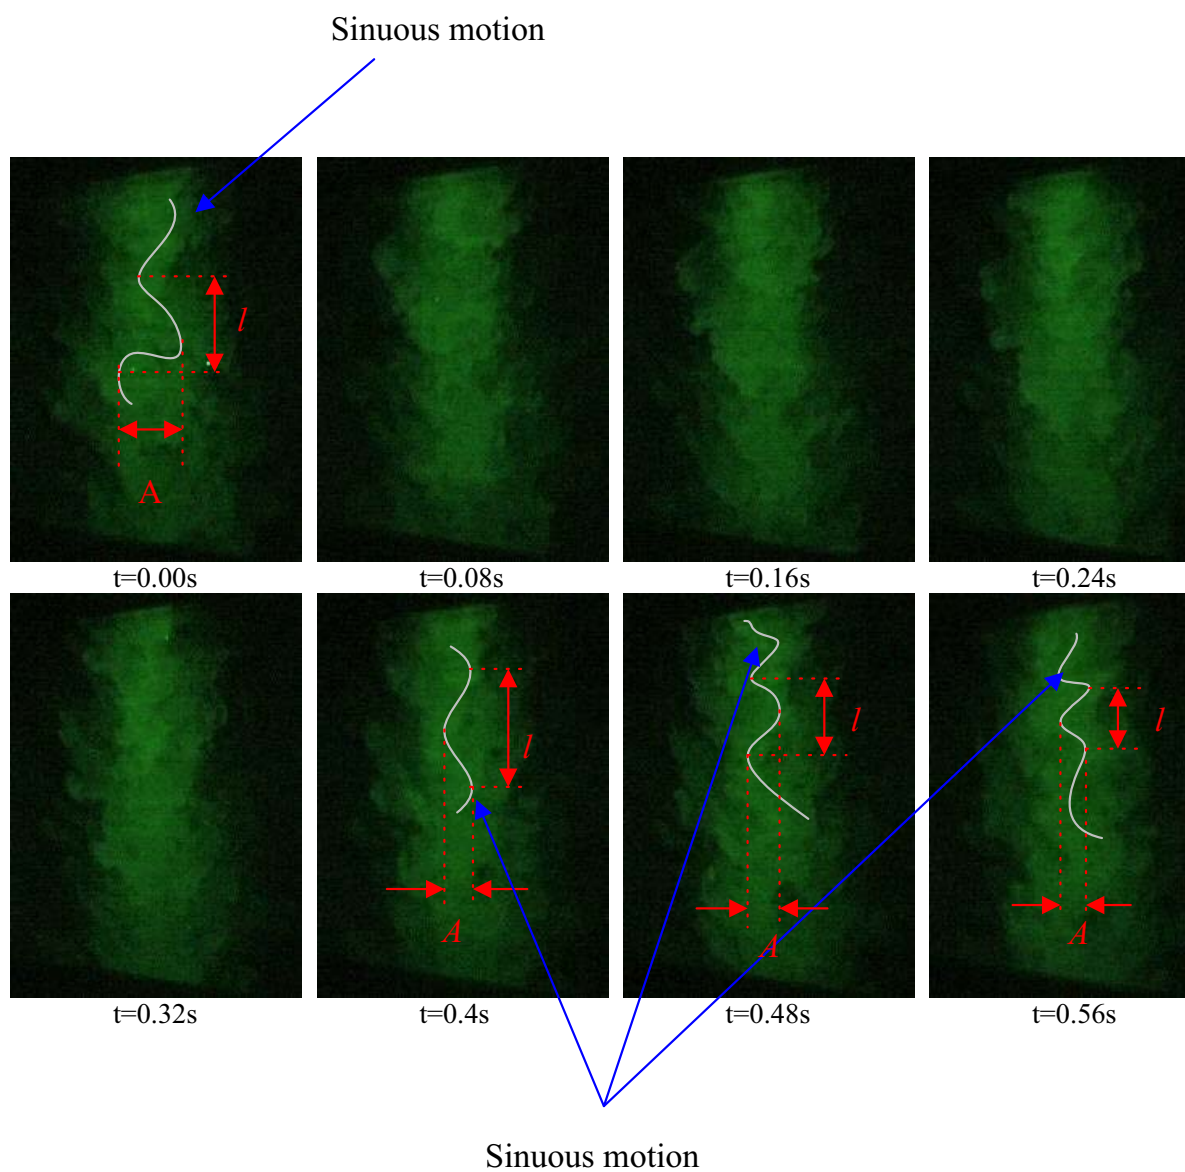 Sinuous motion
l
A
t=0.00s
t=0.08s
t=0.16s
t=0.24s
l
A
l
A
l
A
t=0.32s
t=0.4s
t=0.48s
t=0.56s
Sinuous motion